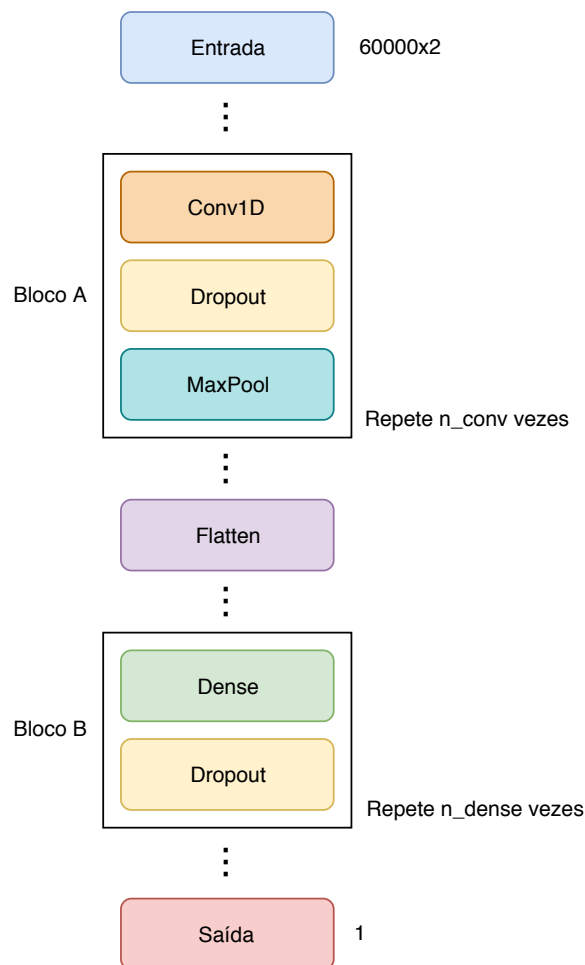 Entrada
60000x2
Conv1D
Bloco A
Dropout
MaxPool
Repete n_conv vezes
Flatten
Dense
Bloco B
Dropout
Repete n_dense vezes
Saída
1